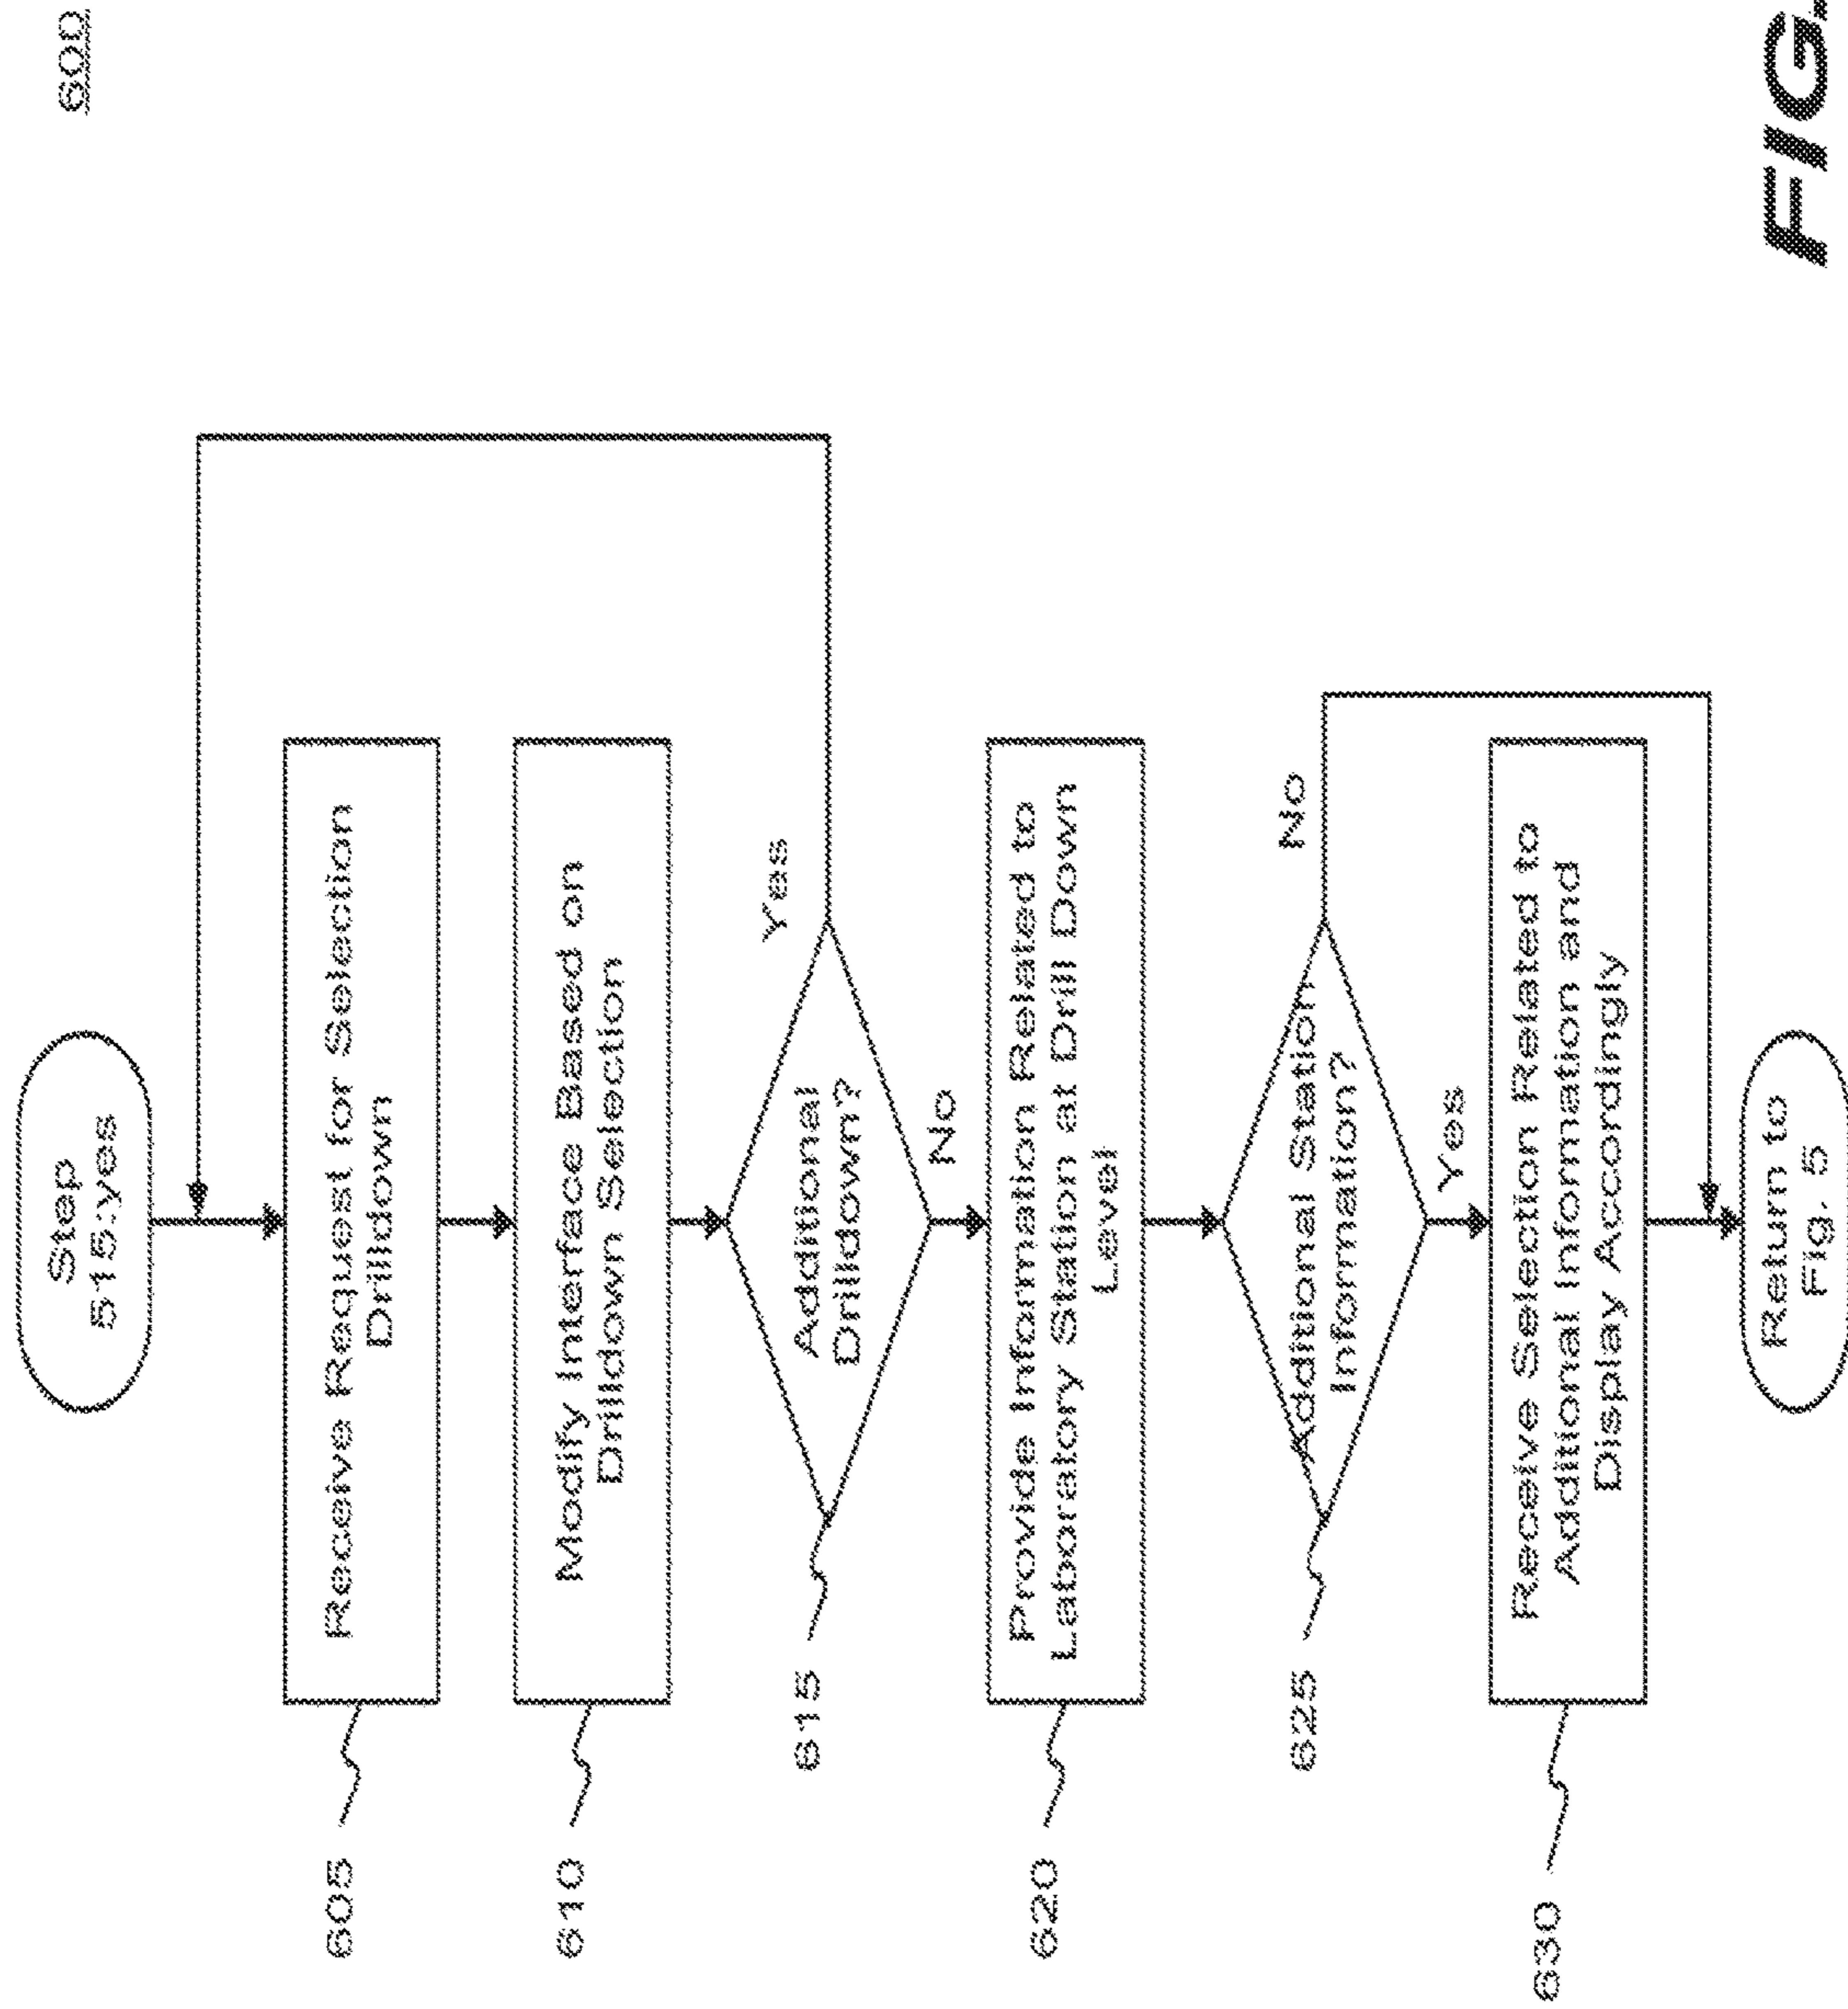 600
Step
515:yes
605
Receive Request for Selection
Drilldown
610
Modify Interface Based on
Drilldown Selection
615
Additional
Drilldown?
Yes
No
620
Provide Information Related to
Laboratory Station at Drill Down
Level
625
Additional Station
Information?
No
Yes
630
Receive Selection Related to
Additional Information and
Display Accordingly
Return to
Fig. 5
FIG.